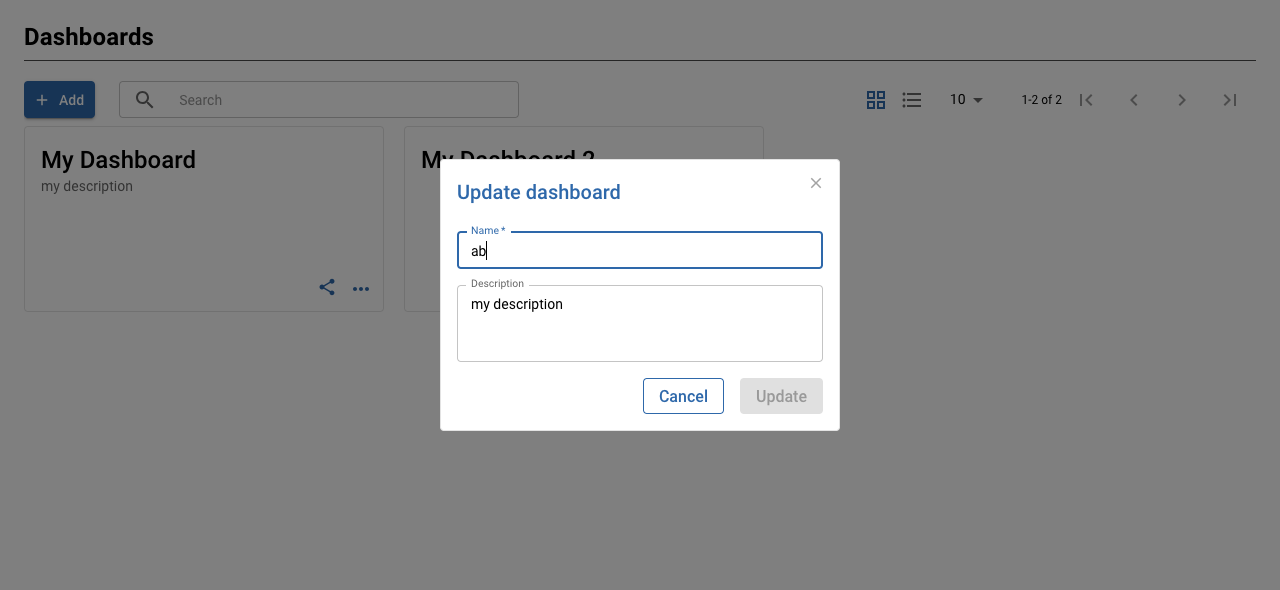 Dashboards
Add
Search
10
1-2 of 2
My Dashboard
my description
My Dashboard 2
Update dashboard
Name *
ab
Description
my description
Cancel
Update